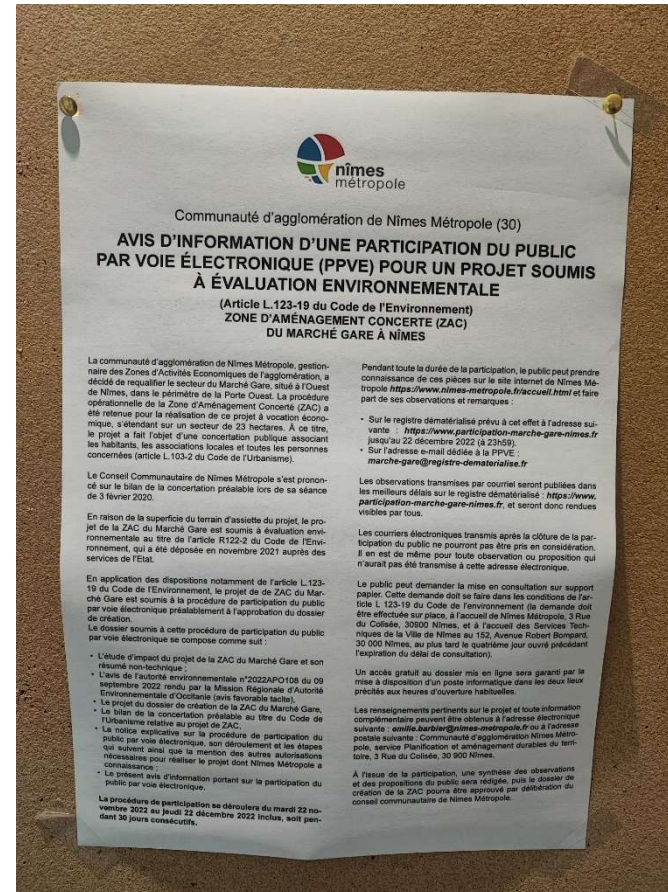 nîmes
métropole
Communauté d'agglomération de Nîmes Métropole (30)
AVIS D'INFORMATION D'UNE PARTICIPATION DU PUBLIC
PAR VOIE ÉLECTRONIQUE (PPVE) POUR UN PROJET SOUMIS
À ÉVALUATION ENVIRONNEMENTALE
(Article L.123-19 du Code de l'Environnement)
ZONE D'AMÉNAGEMENT CONCERTE (ZAC)
DU MARCHÉ GARE À NÎMES
La communauté d'agglomération de Nîmes Métropole, gestion-
naire des Zones d'Activités Economiques de l'agglomération, a
décidé de requalifier le secteur du Marché Gare, situé à l'Ouest
de Nîmes, dans le périmètre de la Porte Ouest. La procédure
opérationnelle de la Zone d'Aménagement Concerté (ZAC) a
été retenue pour la réalisation de ce projet à vocation écono-
mique, s'étendant sur un secteur de 23 hectares. À ce titre,
le projet a fait l'objet d'une concertation publique associant
les habitants, les associations locales et toutes les personnes
concernées (article L.103-2 du Code de l'Urbanisme).
Le Conseil Communautaire de Nîmes Métropole s'est pronon-
cé sur le bilan de la concertation préalable lors de sa séance
de 3 février 2020.
En raison de la superficie du terrain d'assiette du projet, le pro-
jet de la ZAC du Marché Gare est soumis à évaluation envi-
ronnementale au titre de l'article R122-2 du Code de l'Envi-
ronnement, qui a été déposée en novembre 2021 auprès des
services de l'Etat.
En application des dispositions notamment de l'article L.123-
19 du Code de l'Environnement, le projet de de ZAC du Mar-
ché Gare est soumis à la procédure de participation du public
par voie électronique préalablement à l'approbation du dossier
de création.
Le dossier soumis à cette procédure de participation du public
par voie électronique se compose comme suit :
• L'étude d'impact du projet de la ZAC du Marché Gare et son
résumé non-technique ;
• L'avis de l'autorité environnementale n°2022APO108 du 09
septembre 2022 rendu par la Mission Régionale d'Autorité
Environnementale d'Occitanie (avis favorable tacite),
• Le projet du dossier de création de la ZAC du Marché Gare,
• Le bilan de la concertation préalable au titre du Code de
l'Urbanisme relative au projet de ZAC,
• La notice explicative sur la procédure de participation du
public par voie électronique, son déroulement et les étapes
qui suivent ainsi que la mention des autres autorisations
nécessaires pour réaliser le projet dont Nîmes Métropole a
connaissance ;
• Le présent avis d'information portant sur la participation du
public par voie électronique.
La procédure de participation se déroulera du mardi 22 no-
vembre 2022 au jeudi 22 décembre 2022 inclus, soit pen-
dant 30 jours consécutifs.
Pendant toute la durée de la participation, le public peut prendre
connaissance de ces pièces sur le site internet de Nîmes Mé-
tropole https://www.nimes-metropole.fr/accueil.html et faire
part de ses observations et remarques :
• Sur le registre dématérialisé prévu à cet effet à l'adresse sui-
vante : https://www.participation-marche-gare-nimes.fr
jusqu'au 22 décembre 2022 (à 23h59).
• Sur l'adresse e-mail dédiée à la PPVE :
marche-gare@registre-dematerialise.fr
Les observations transmises par courriel seront publiées dans
les meilleurs délais sur le registre dématérialisé : https://www.
participation-marche-gare-nimes.fr, et seront donc rendues
visibles par tous.
Les courriers électroniques transmis après la clôture de la par-
ticipation du public ne pourront pas être pris en considération.
Il en est de même pour toute observation ou proposition qui
n'aurait pas été transmise à cette adresse électronique.
Le public peut demander la mise en consultation sur support
papier. Cette demande doit se faire dans les conditions de l'ar-
ticle L 123-19 du Code de l'environnement (la demande doit
être effectuée sur place, à l'accueil de Nîmes Métropole, 3 Rue
du Colisée, 30900 Nîmes, et à l'accueil des Services Tech-
niques de la Ville de Nîmes au 152, Avenue Robert Bompard,
30 000 Nîmes, au plus tard le quatrième jour ouvré précédant
l'expiration du délai de consultation).
Un accès gratuit au dossier mis en ligne sera garanti par la
mise à disposition d'un poste informatique dans les deux lieux
précités aux heures d'ouverture habituelles.
Les renseignements pertinents sur le projet et toute information
complémentaire peuvent être obtenus à l'adresse électronique
suivante : emilie.barbier@nimes-metropole.fr ou à l'adresse
postale suivante : Communauté d'agglomération Nîmes Métro-
pole, service Planification et aménagement durables du terri-
toire, 3 Rue du Colisée, 30 900 Nîmes.
À l'issue de la participation, une synthèse des observations
et des propositions du public sera rédigée, puis le dossier de
création de la ZAC pourra être approuvé par délibération du
conseil communautaire de Nîmes Métropole.